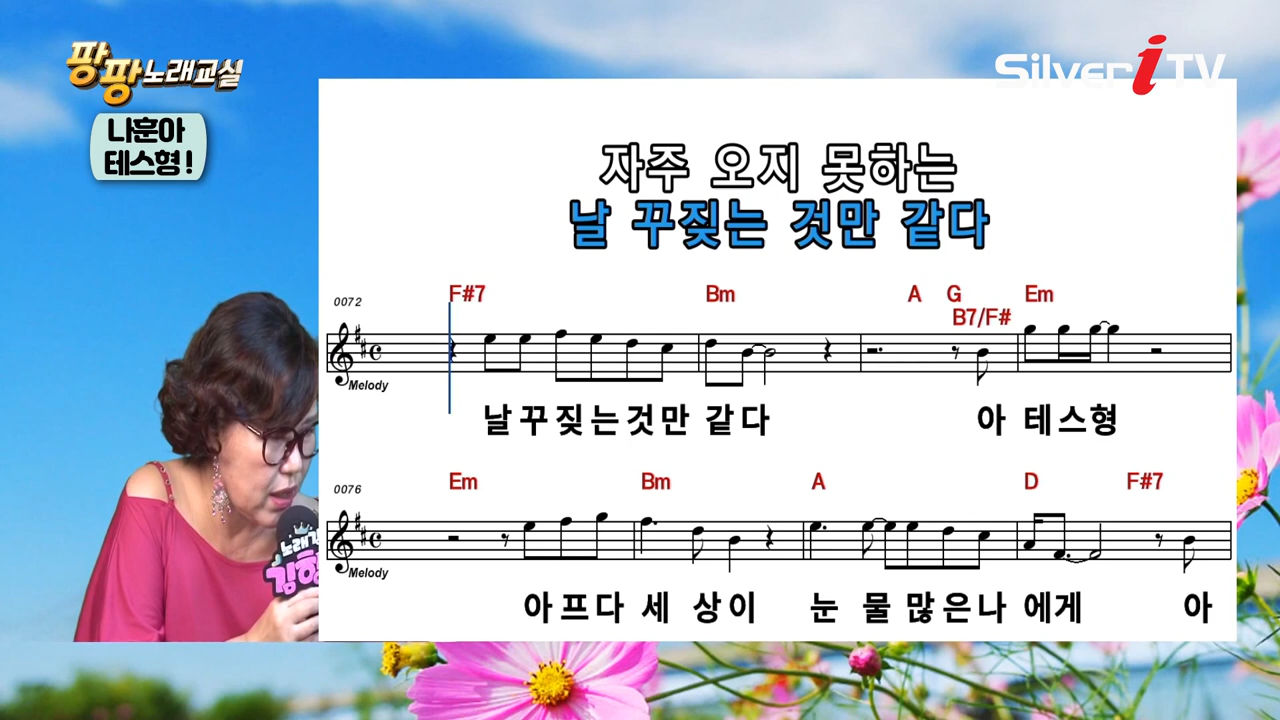 팡팡노래교실
나훈아
테스형!
Silver i TV
자주 오지 못하는
날 꾸짖는 것만 같다
0072
F#7 Bm A G Em
B7/F#
Melody
날꾸짖는것만 같다 아 테스형
0076
Em Bm A D F#7
Melody
아프다 세 상이 눈 물 많은나 에게 아